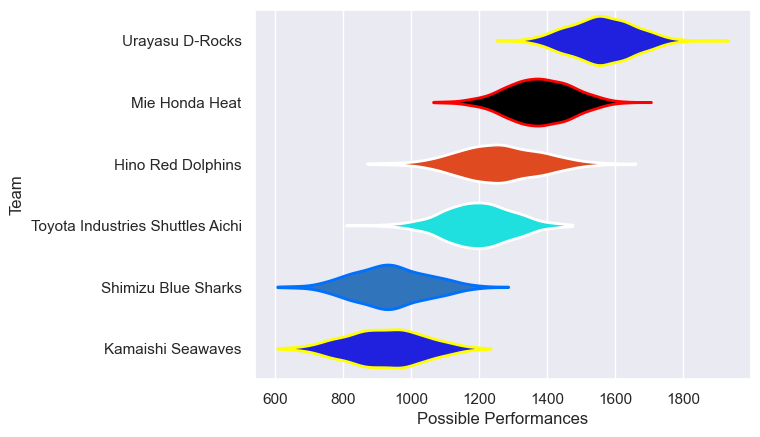 Urayasu D-Rocks
Mie Honda Heat
Hino Red Dolphins
Toyota Industries Shuttles Aichi
Shimizu Blue Sharks
Kamaishi Seawaves
Team
600 800 1000 1200 1400 1600 1800
Possible Performances